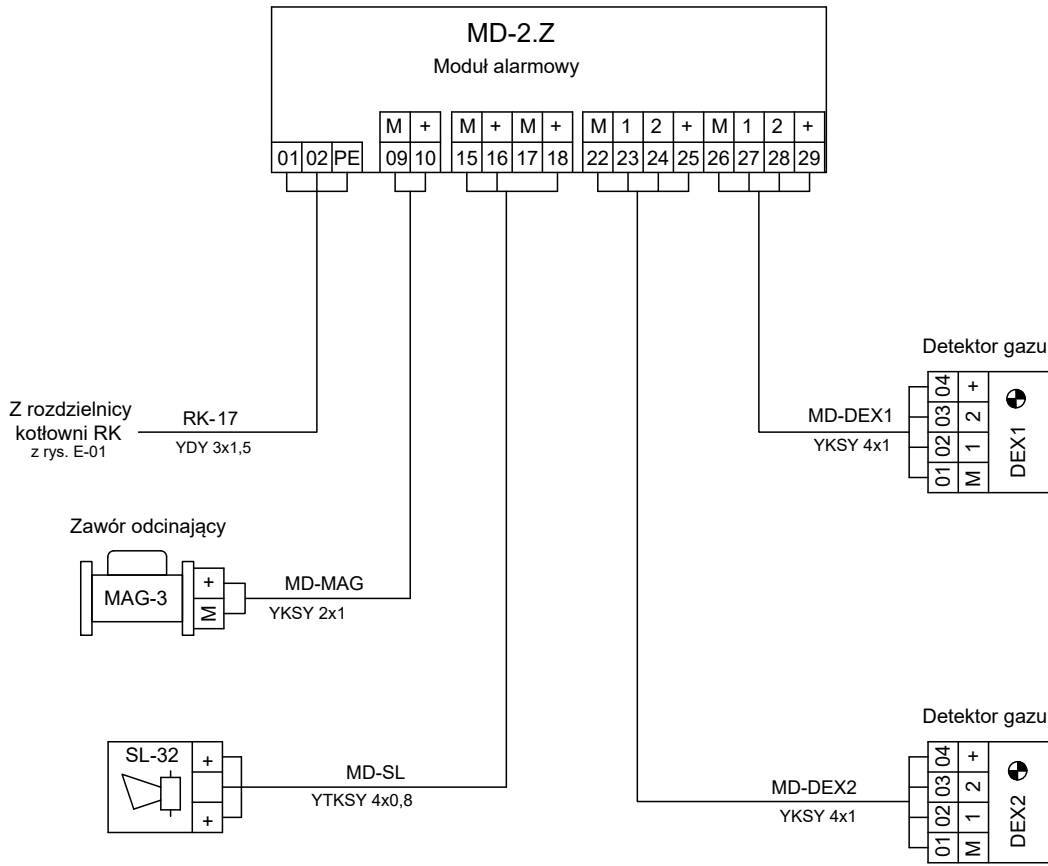 MD-2.Z
Moduł alarmowy
M + M + M + M 1 2 + M 1 2 +
01 02 PE 09 10 15 16 17 18 22 23 24 25 26 27 28 29
Detektor gazu
04 +
03 2
02 1
01 M
DEX1
MD-DEX1
YKSY 4x1
Z rozdzielnicy
kotłowni RK
z rys. E-01
RK-17
YDY 3x1,5
Zawór odcinający
MAG-3
+
M
MD-MAG
YKSY 2x1
Detektor gazu
04 +
03 2
02 1
01 M
DEX2
MD-DEX2
YKSY 4x1
SL-32
+
+
MD-SL
YTKSY 4x0,8